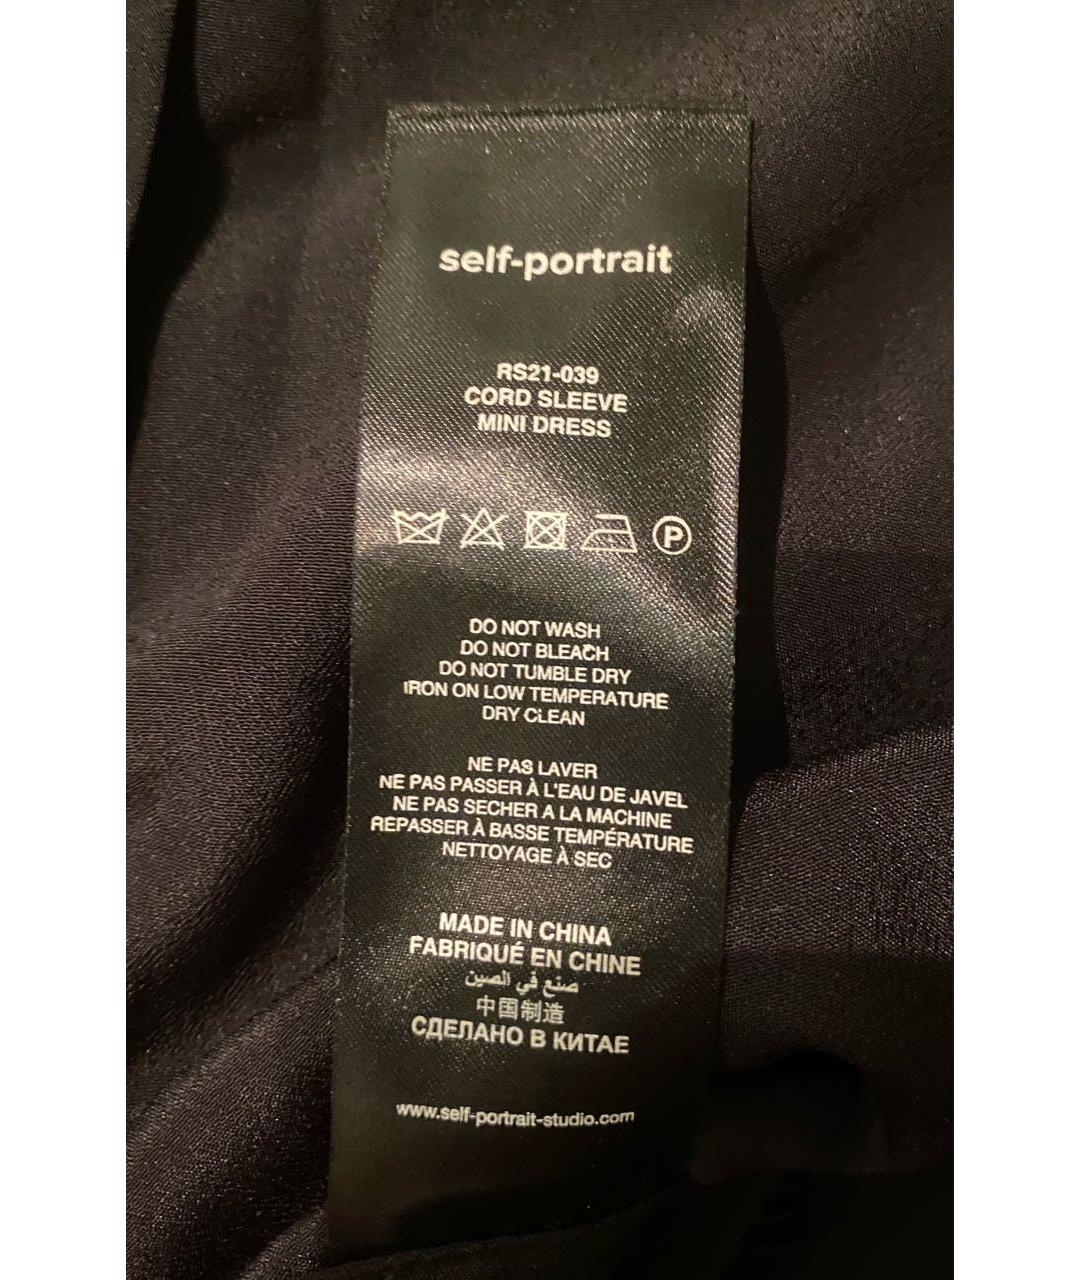 self-portrait
RS21-039
CORD SLEEVE
MINI DRESS
P
DO NOT WASH
DO NOT BLEACH
DO NOT TUMBLE DRY
IRON ON LOW TEMPERATURE
DRY CLEAN
NE PAS LAVER
NE PAS PASSER À L'EAU DE JAVEL
NE PAS SECHER A LA MACHINE
REPASSER À BASSE TEMPÉRATURE
NETTOYAGE À SEC
MADE IN CHINA
FABRIQUÉ EN CHINE
صنع في الصين
中国制造
СДЕЛАНО В КИТАЕ
www.self-portrait-studio.com